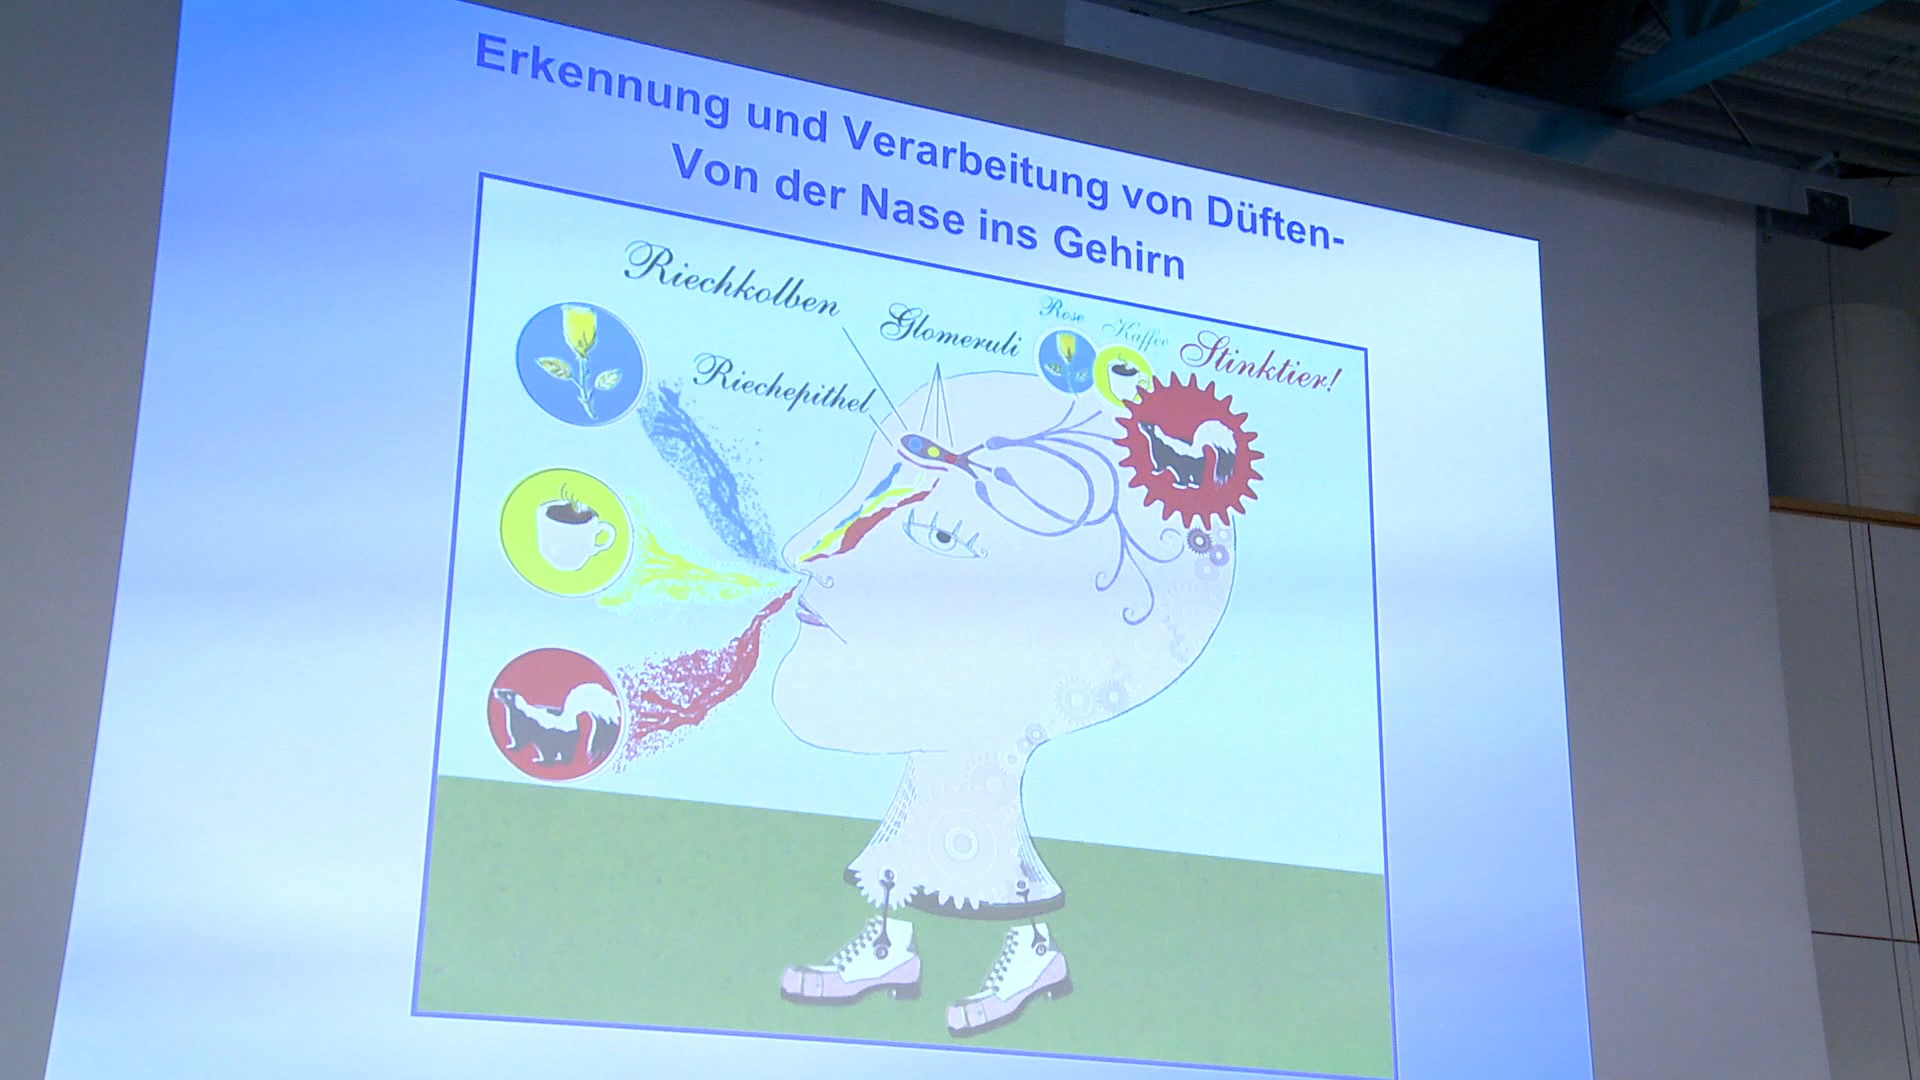 Erkennung und Verarbeitung von Düften-
Von der Nase ins Gehirn
Riechkolben
Glomeruli
Rose
Kaffee
Stinktier!
Riechepithel